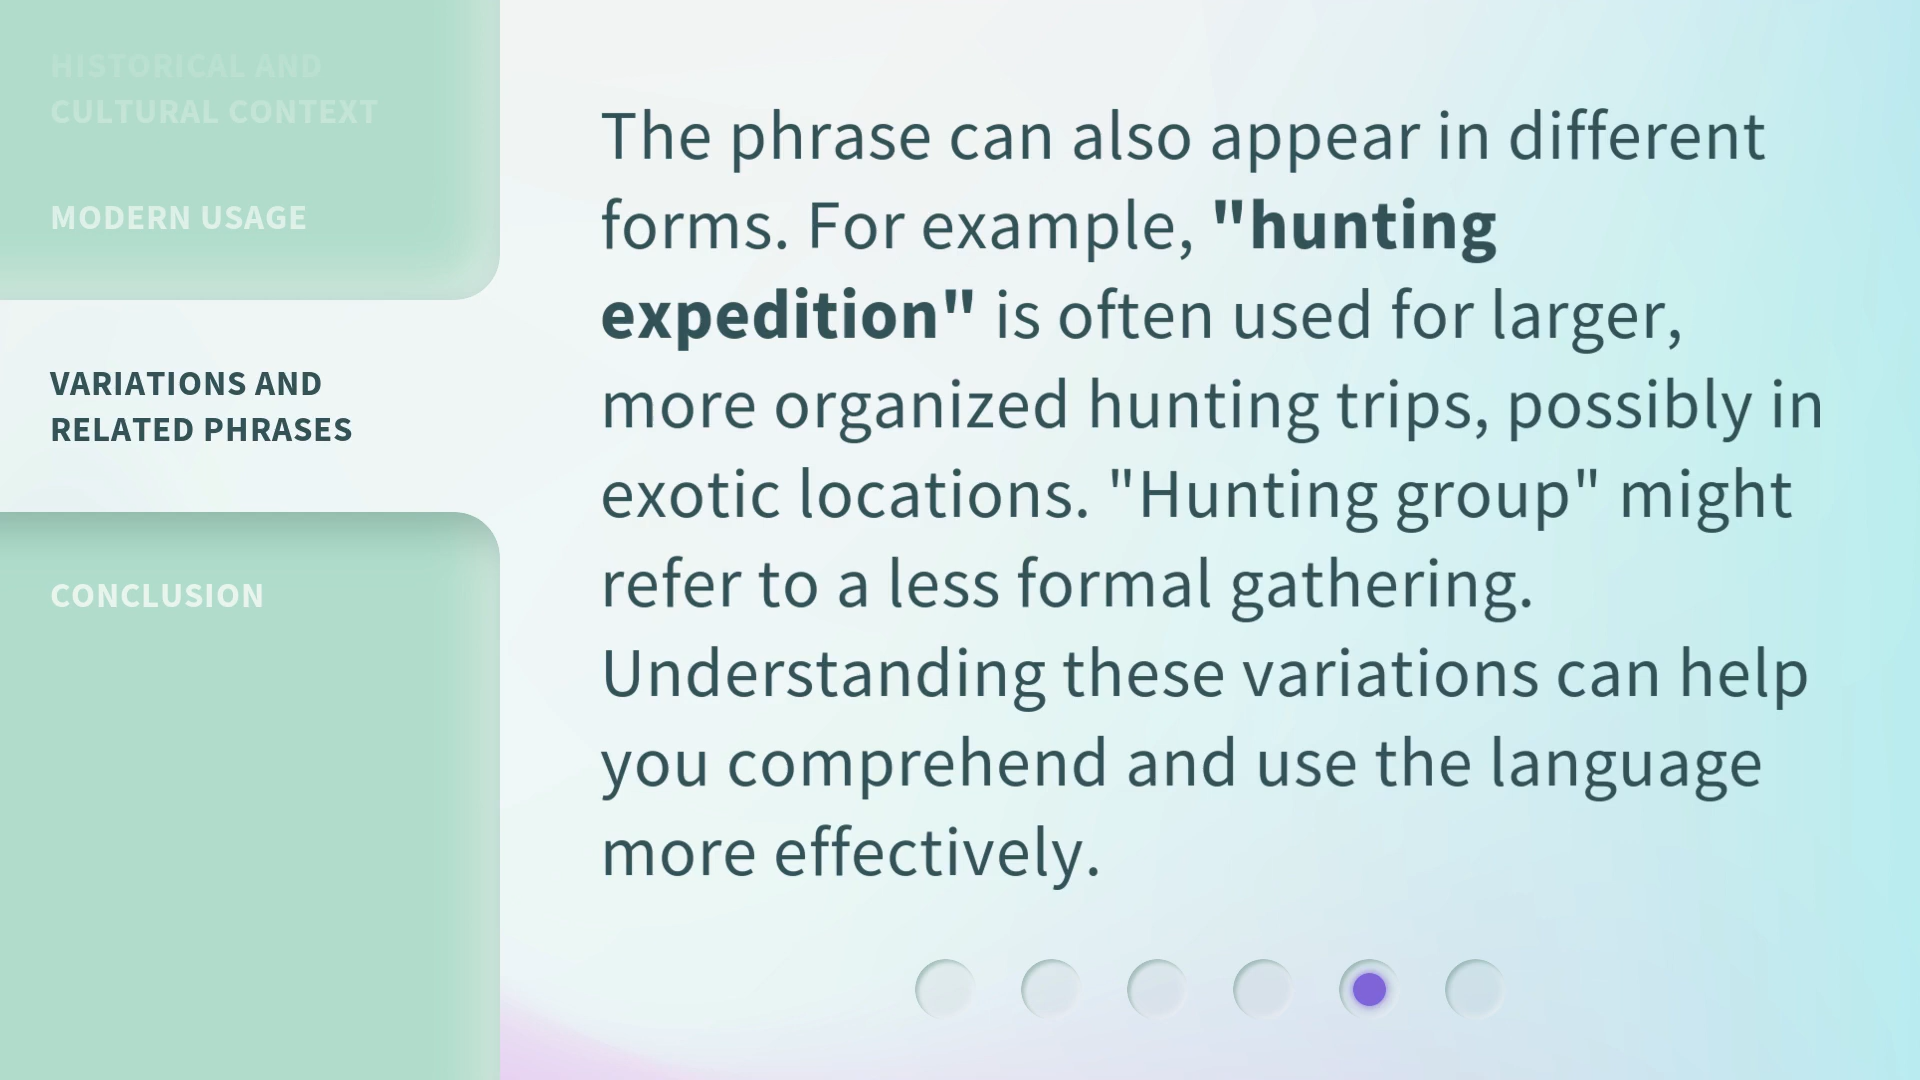 HISTORICAL AND
CULTURAL CONTEXT
MODERN USAGE
VARIATIONS AND
RELATED PHRASES
CONCLUSION
The phrase can also appear in different
forms. For example, "hunting
expedition" is often used for larger,
more organized hunting trips, possibly in
exotic locations. "Hunting group" might
refer to a less formal gathering.
Understanding these variations can help
you comprehend and use the language
more effectively.